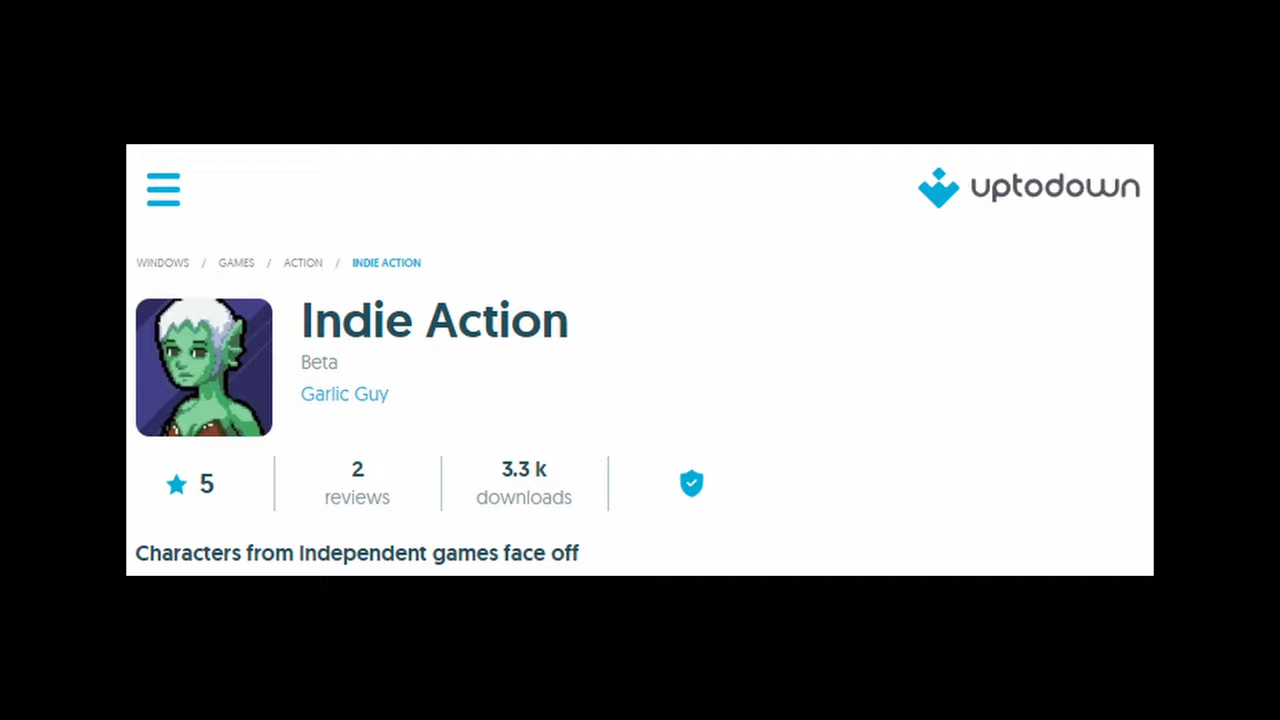 uptodown
WINDOWS / GAMES / ACTION / INDIE ACTION
Indie Action
Beta
Garlic Guy
5
2
reviews
3.3 k
downloads
Characters from Independent games face off